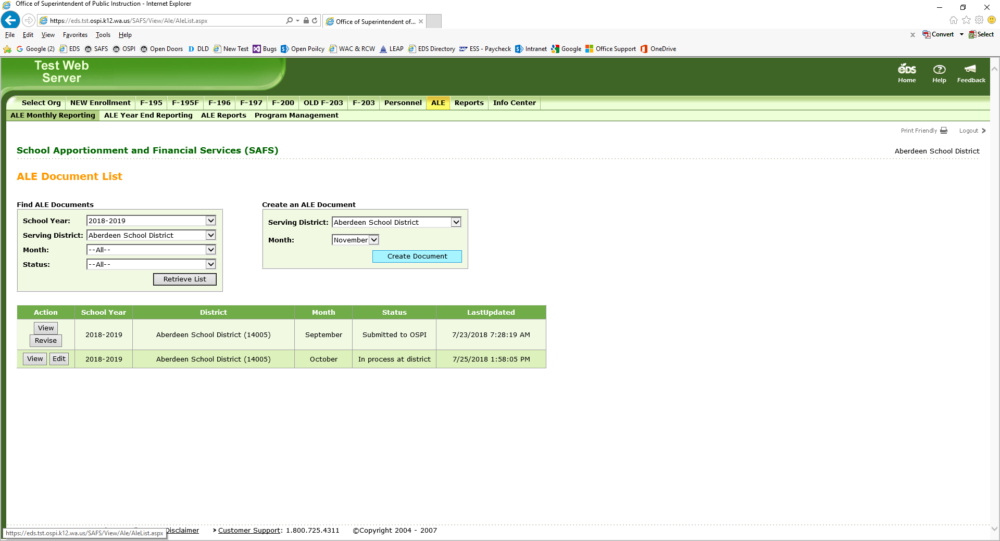 Office of Superintendent of Public Instruction - Internet Explorer
https://eds.tst.ospi.k12.wa.us/SAFS/View/Ale/AleList.aspx
Office of Superintendent of...
File Edit View Favorites Tools Help
x Convert Select
Google (2) EDS SAFS OSPI Open Doors DLD New Test Bugs Open Poilcy WAC & RCW LEAP EDS Directory ESS - Paycheck Intranet Google Office Support OneDrive
Test Web
Server
eds
Home Help Feedback
Select Org NEW Enrollment F-195 F-195F F-196 F-197 F-200 OLD F-203 F-203 Personnel ALE Reports Info Center
ALE Monthly Reporting ALE Year End Reporting ALE Reports Program Management
Print Friendly Logout
School Apportionment and Financial Services (SAFS)
Aberdeen School District
ALE Document List
Find ALE Documents
School Year: 2018-2019
Serving District: Aberdeen School District
Month: --All--
Status: --All--
Retrieve List
Create an ALE Document
Serving District: Aberdeen School District
Month: November
Create Document
Action School Year District Month Status LastUpdated
View Revise 2018-2019 Aberdeen School District (14005) September Submitted to OSPI 7/23/2018 7:28:19 AM
View Edit 2018-2019 Aberdeen School District (14005) October In process at district 7/25/2018 1:58:05 PM
https://eds.tst.ospi.k12.wa.us/SAFS/View/Ale/AleList.aspx
isclaimer > Customer Support: 1.800.725.4311 ©Copyright 2004 - 2007